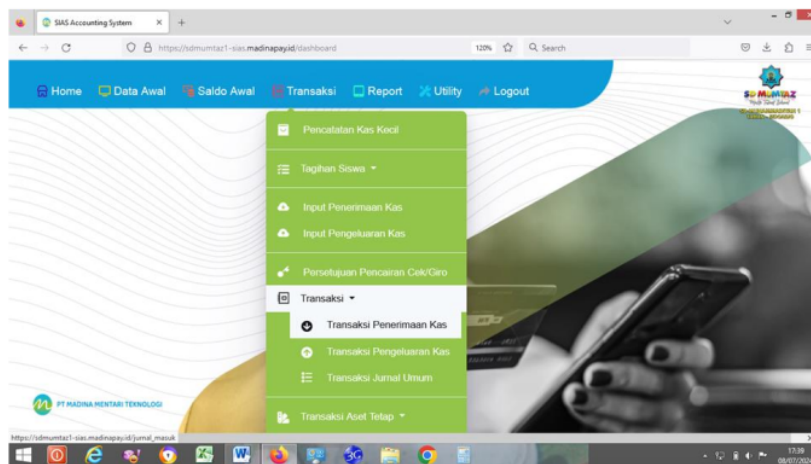 SIAS Accounting System
https://sdmumtaz1-sias.madinapay.id/dashboard
120%
Search
Home Data Awal Saldo Awal Transaksi Report Utility Logout
SD MUMTAZ
Pencatatan Kas Kecil
Tagihan Siswa
Input Penerimaan Kas
Input Pengeluaran Kas
Persetujuan Pencairan Cek/Giro
Transaksi
Transaksi Penerimaan Kas
Transaksi Pengeluaran Kas
Transaksi Jurnal Umum
Transaksi Aset Tetap
PT MADINA MENTARI TEKNOLOGI
https://sdmumtaz1-sias.madinapay.id/jurnal_masuk
17:39